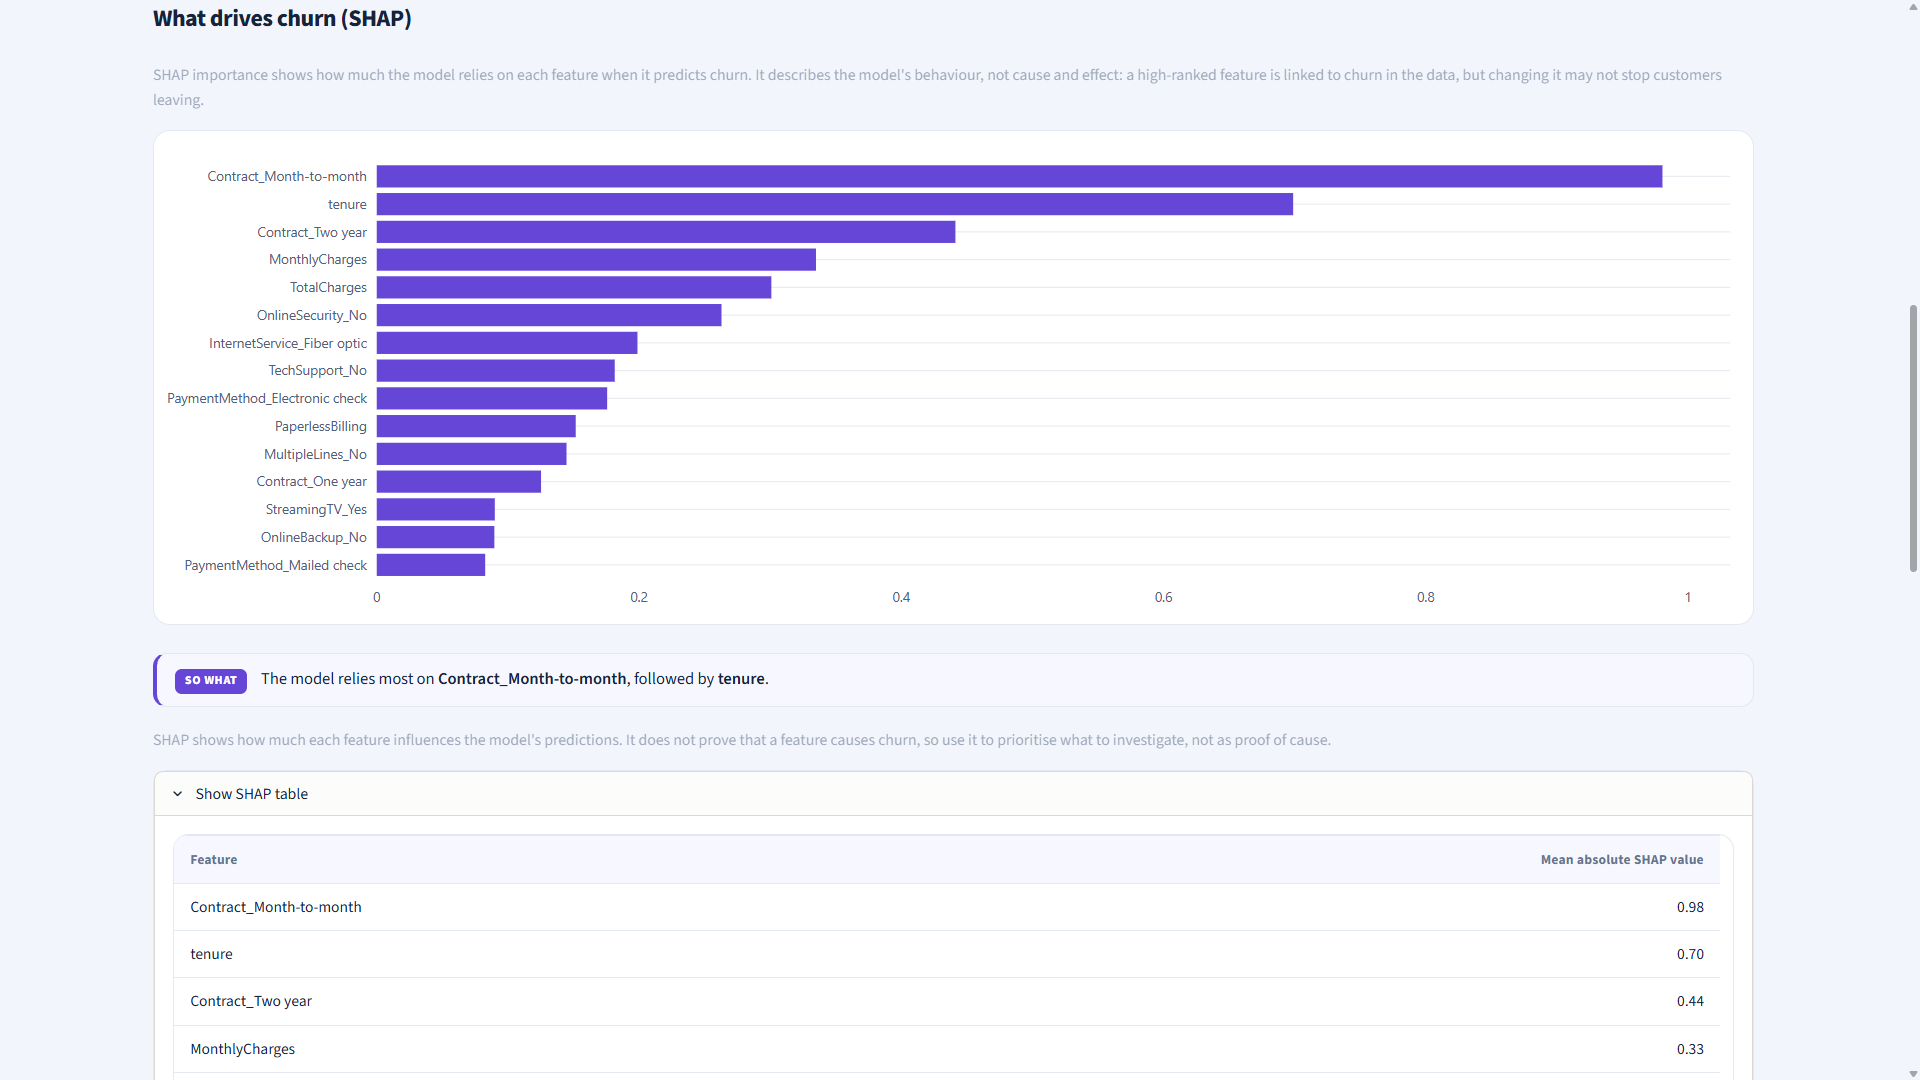 What drives churn (SHAP)
SHAP importance shows how much the model relies on each feature when it predicts churn. It describes the model's behaviour, not cause and effect: a high-ranked feature is linked to churn in the data, but changing it may not stop customers
leaving.
Contract_Month-to-month
tenure
Contract_Two year
MonthlyCharges
TotalCharges
OnlineSecurity_No
InternetService_Fiber optic
TechSupport_No
PaymentMethod_Electronic check
PaperlessBilling
MultipleLines_No
Contract_One year
StreamingTV_Yes
OnlineBackup_No
PaymentMethod_Mailed check
0 0.2 0.4 0.6 0.8 1
SO WHAT The model relies most on Contract_Month-to-month, followed by tenure.
SHAP shows how much each feature influences the model's predictions. It does not prove that a feature causes churn, so use it to prioritise what to investigate, not as proof of cause.
Show SHAP table
Feature Mean absolute SHAP value
Contract_Month-to-month 0.98
tenure 0.70
Contract_Two year 0.44
MonthlyCharges 0.33